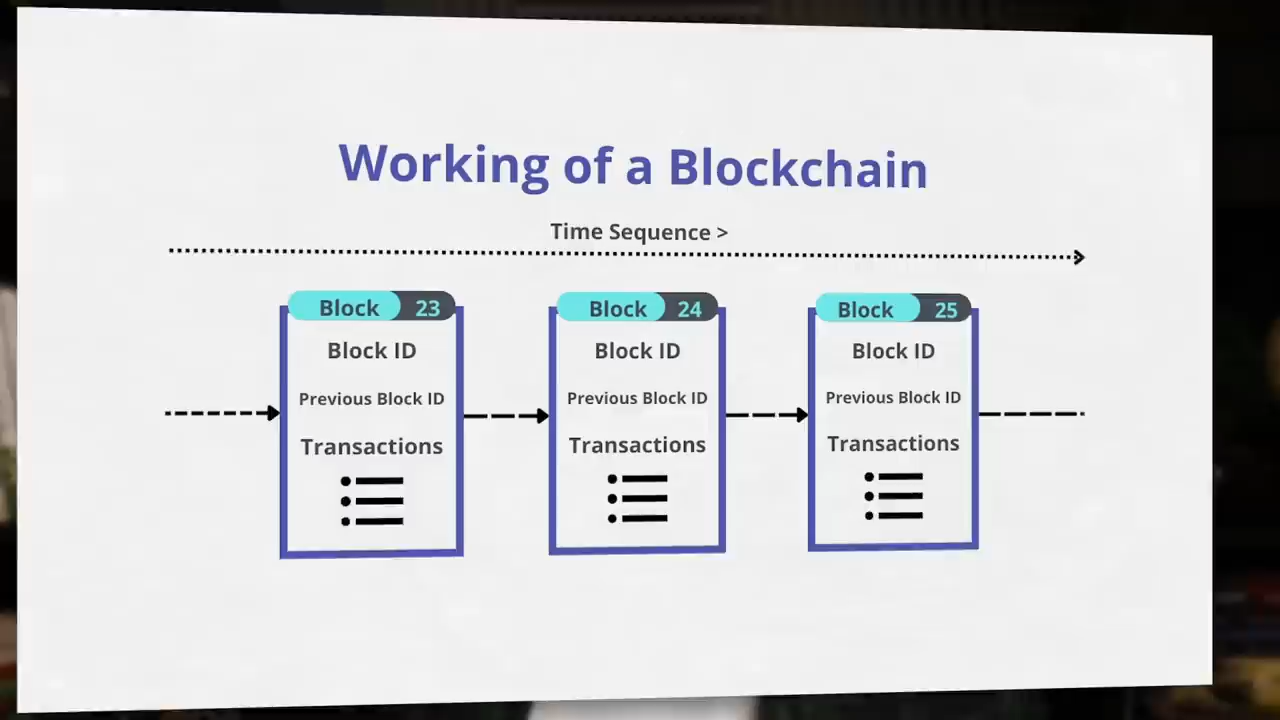 Working of a Blockchain
Time Sequence >
Block 23
Block ID
Previous Block ID
Transactions
Block 24
Block ID
Previous Block ID
Transactions
Block 25
Block ID
Previous Block ID
Transactions